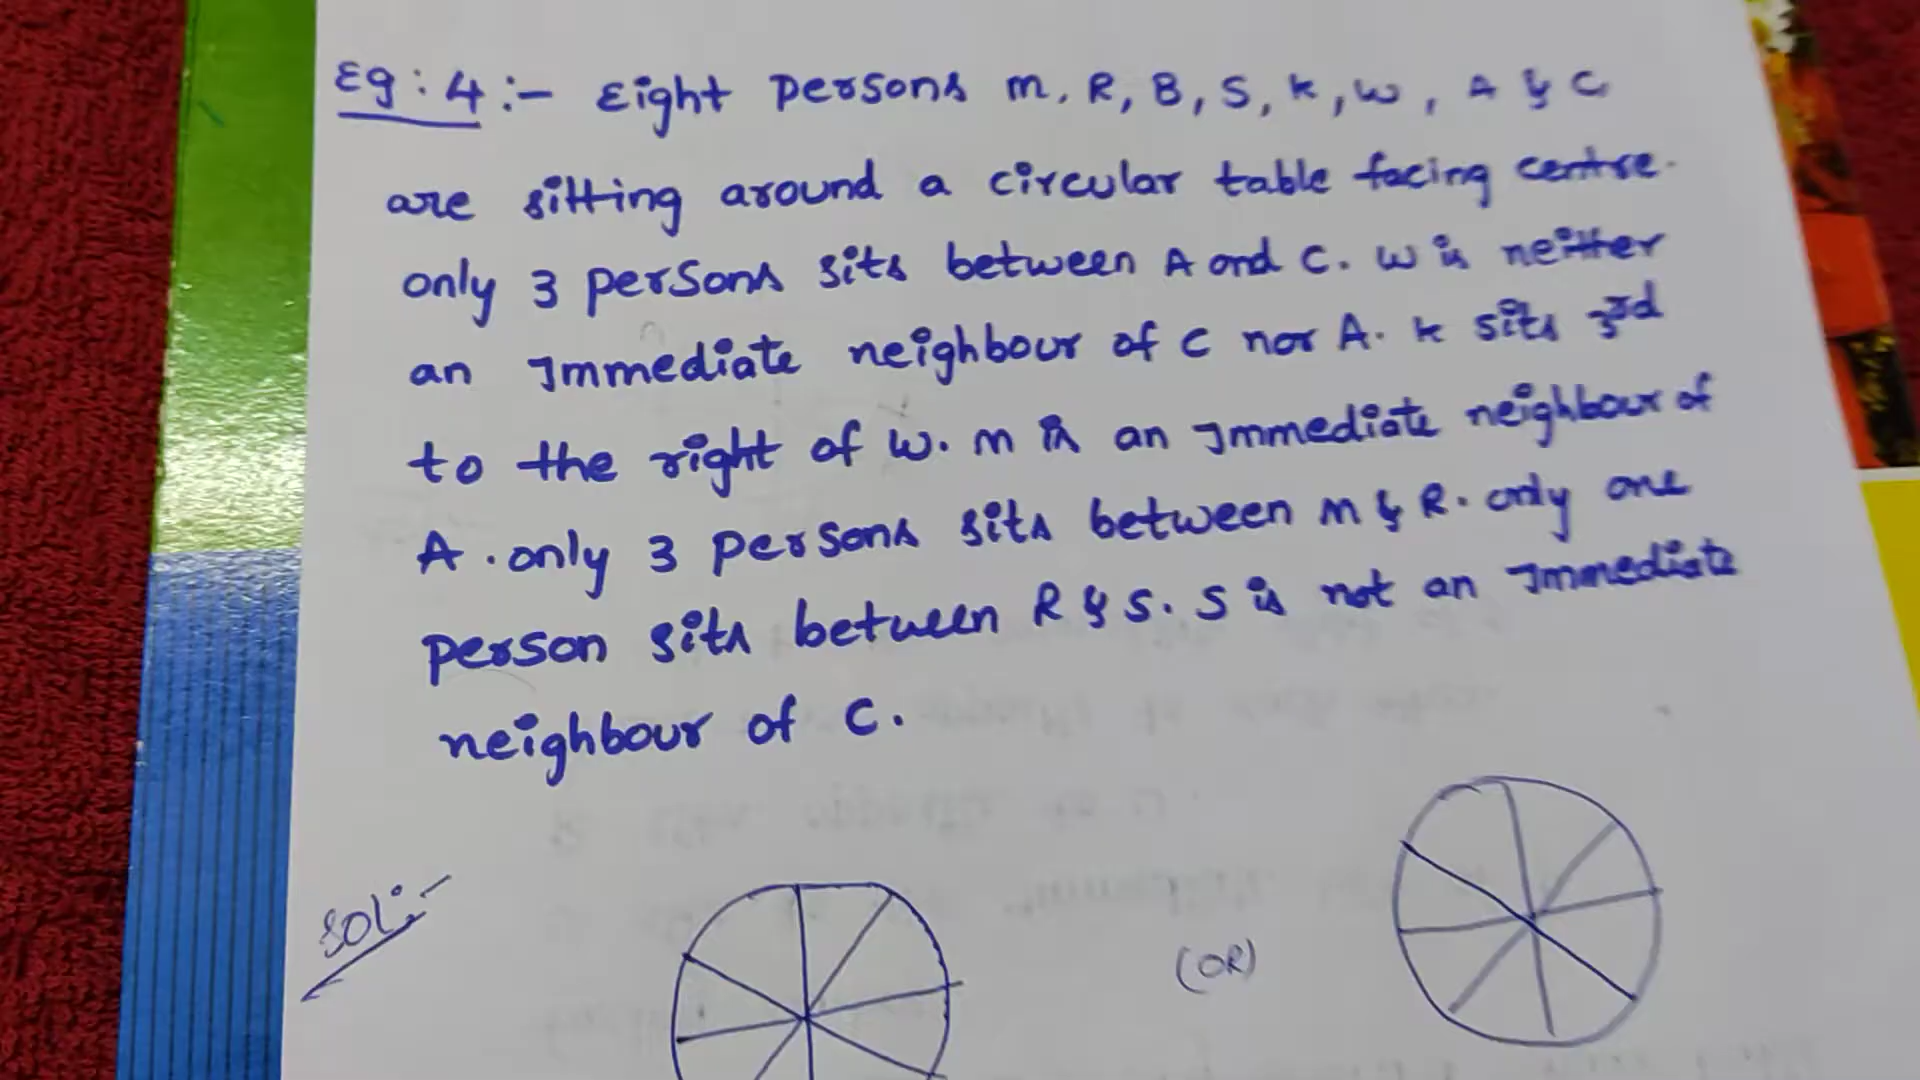 Eg: 4 :- Eight persons M, R, B, S, K, W, A & C
are sitting around a circular table facing centre.
only 3 persons sits between A and C. W is neither
an Immediate neighbour of C nor A. K sits 3rd
to the right of W. M is an Immediate neighbour of
A. only 3 persons sits between M & R. only one
person sits between R & S. S is not an Immediate
neighbour of C.
SOL:-
(OR)